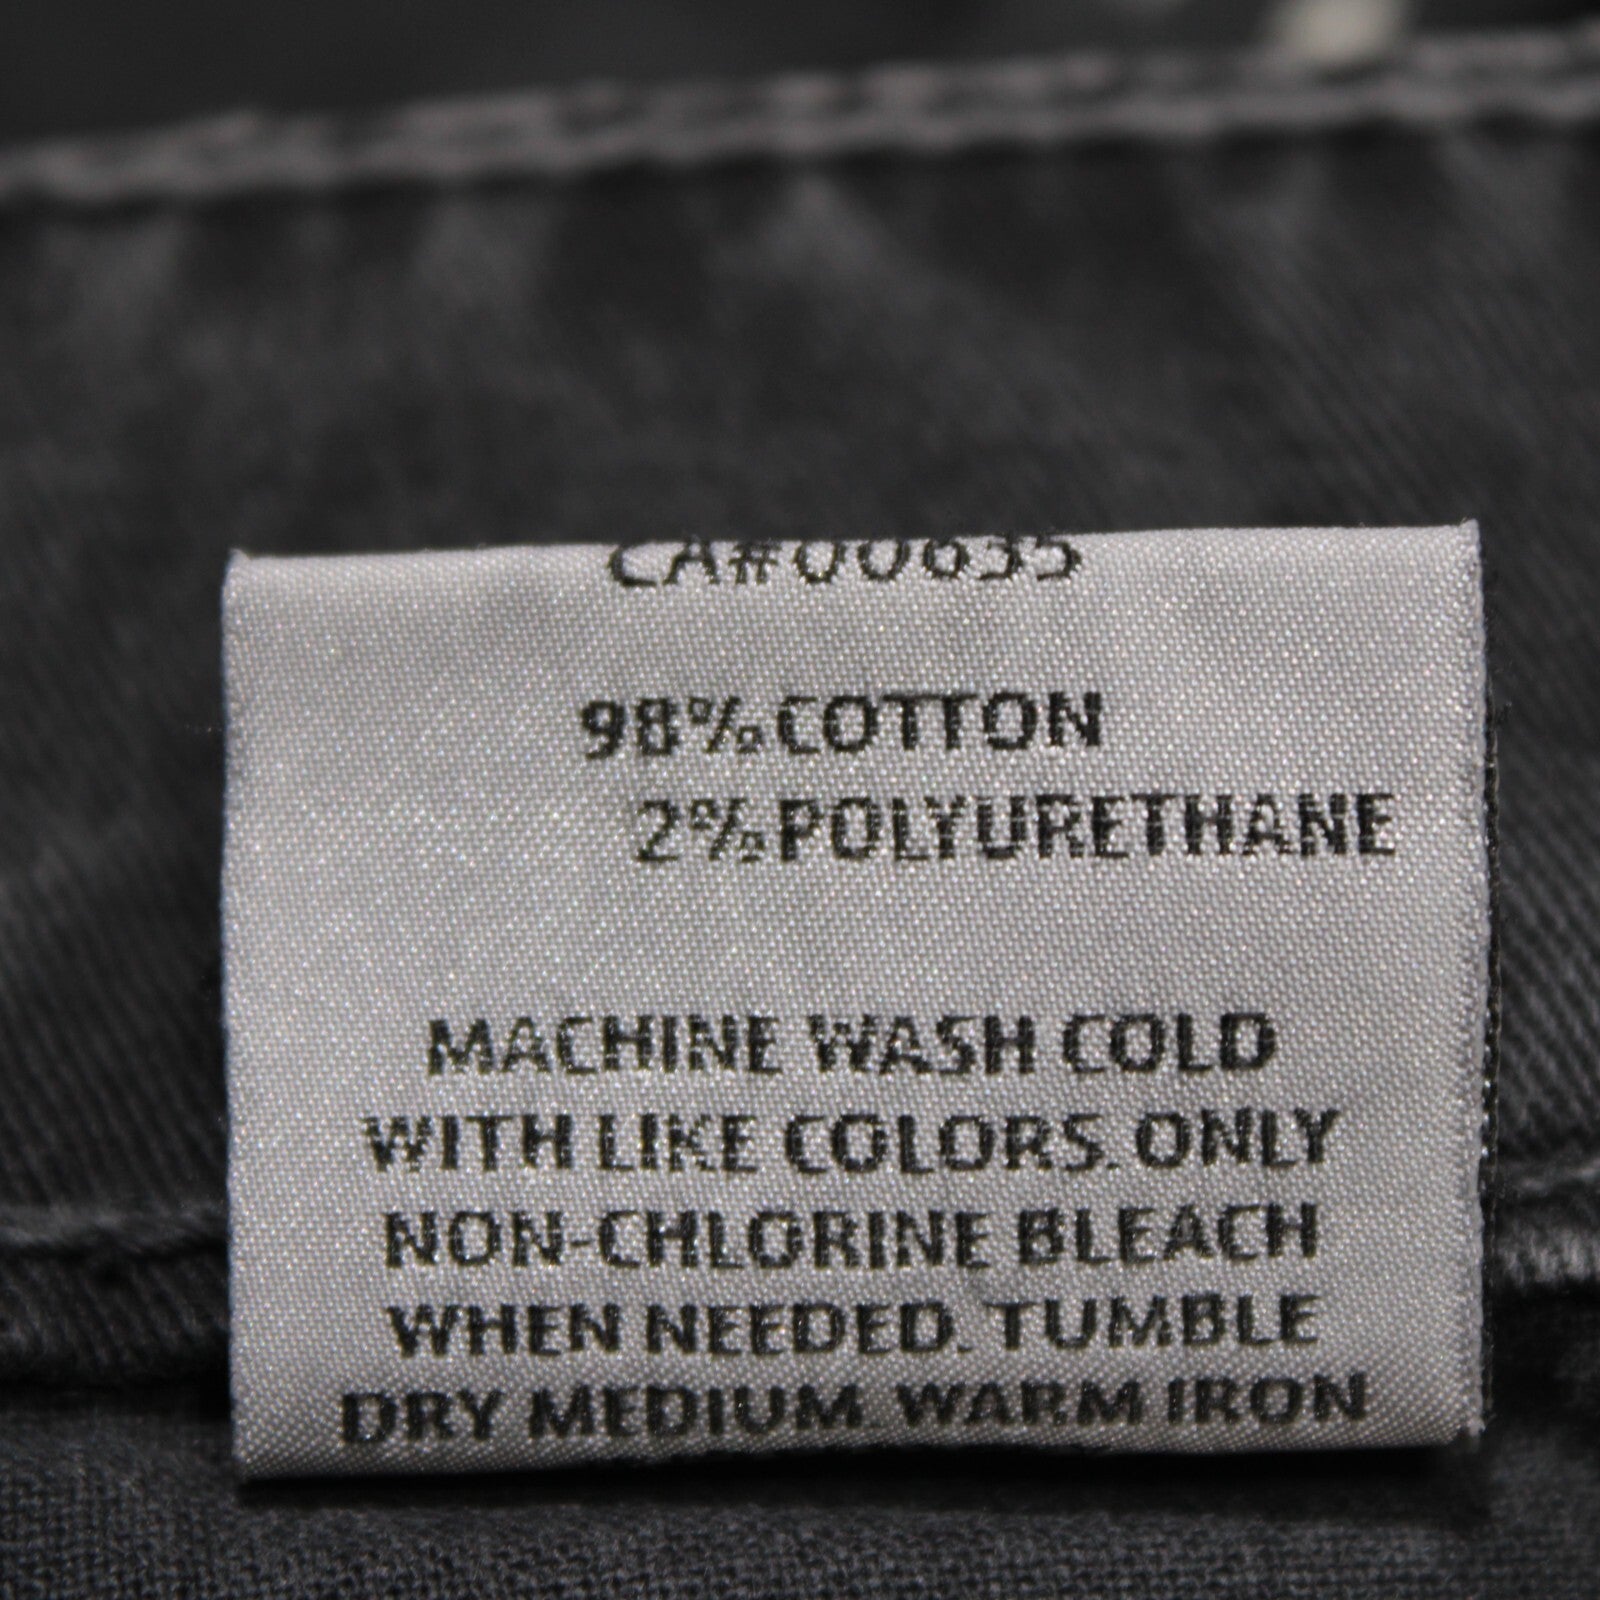 CA#00635
98%COTTON
2%POLYURETHANE
MACHINE WASH COLD
WITH LIKE COLORS. ONLY
NON-CHLORINE BLEACH
WHEN NEEDED. TUMBLE
DRY MEDIUM. WARM IRON